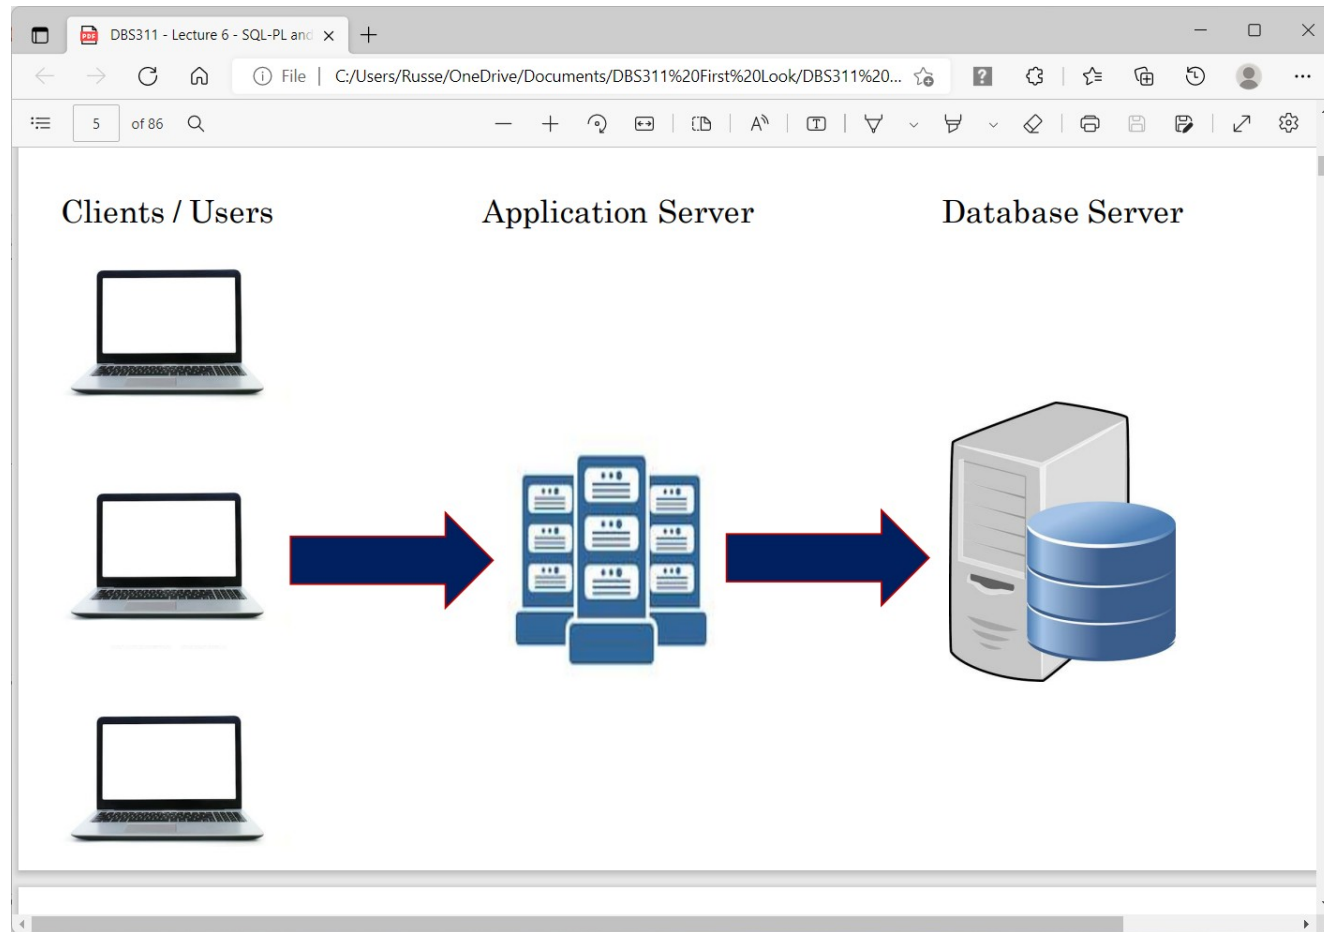 DBS311 - Lecture 6 - SQL-PL and
File | C:/Users/Russe/OneDrive/Documents/DBS311%20First%20Look/DBS311%20...
5 of 86
Clients / Users
Application Server
Database Server